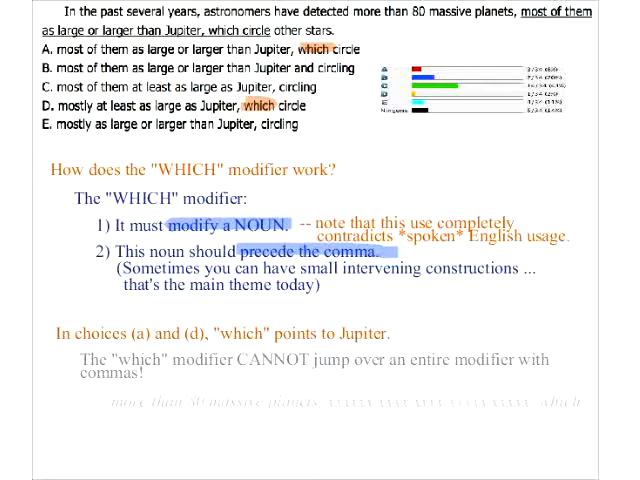 In the past several years, astronomers have detected more than 80 massive planets, most of them
as large or larger than Jupiter, which circle other stars.
A. most of them as large or larger than Jupiter, which circle
B. most of them as large or larger than Jupiter and circling
C. most of them at least as large as Jupiter, circling
D. mostly at least as large as Jupiter, which circle
E. mostly as large or larger than Jupiter, circling
How does the "WHICH" modifier work?
The "WHICH" modifier:
1) It must modify a NOUN. -- note that this use completely
contradicts *spoken* English usage.
2) This noun should precede the comma.
(Sometimes you can have small intervening constructions ...
that's the main theme today)
In choices (a) and (d), "which" points to Jupiter.
The "which" modifier CANNOT jump over an entire modifier with
commas!
more than 80 massive planets, which